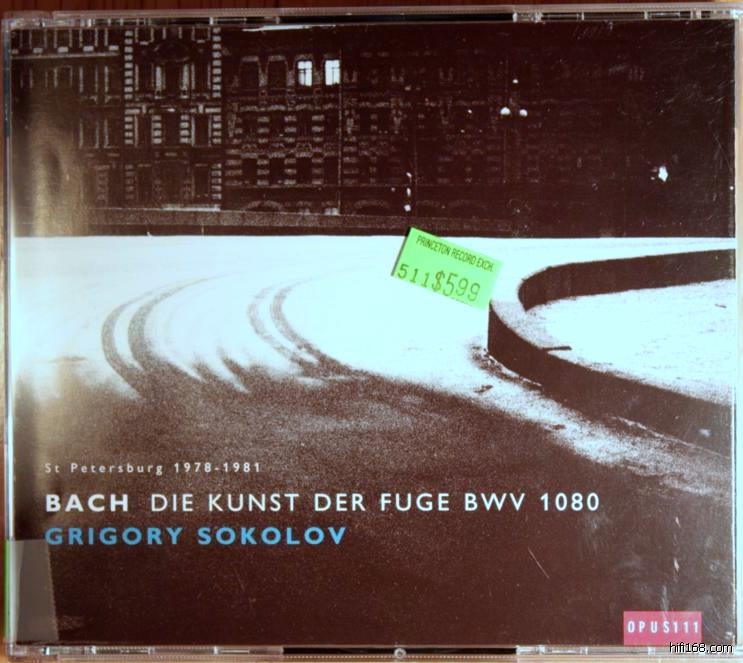 PRINCETON RECORD EXCH.
511$5.99
St Petersburg 1978-1981
BACH DIE KUNST DER FUGE BWV 1080
GRIGORY SOKOLOV
OPUS111
hifi168.com